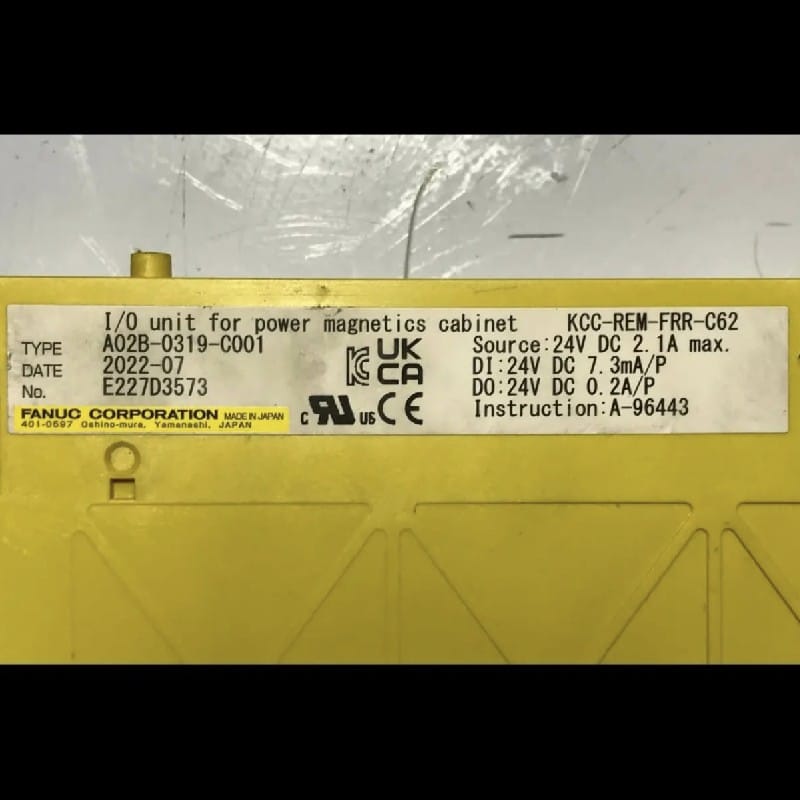 I/O unit for power magnetics cabinet KCC-REM-FRR-C62
TYPE A02B-0319-C001
DATE 2022-07
No. E227D3573
FANUC CORPORATION MADE IN JAPAN
401-0597 Oshino-mura, Yamanashi, JAPAN
UK
CA
C US CE
Source:24V DC 2.1A max.
DI:24V DC 7.3mA/P
DO:24V DC 0.2A/P
Instruction:A-96443